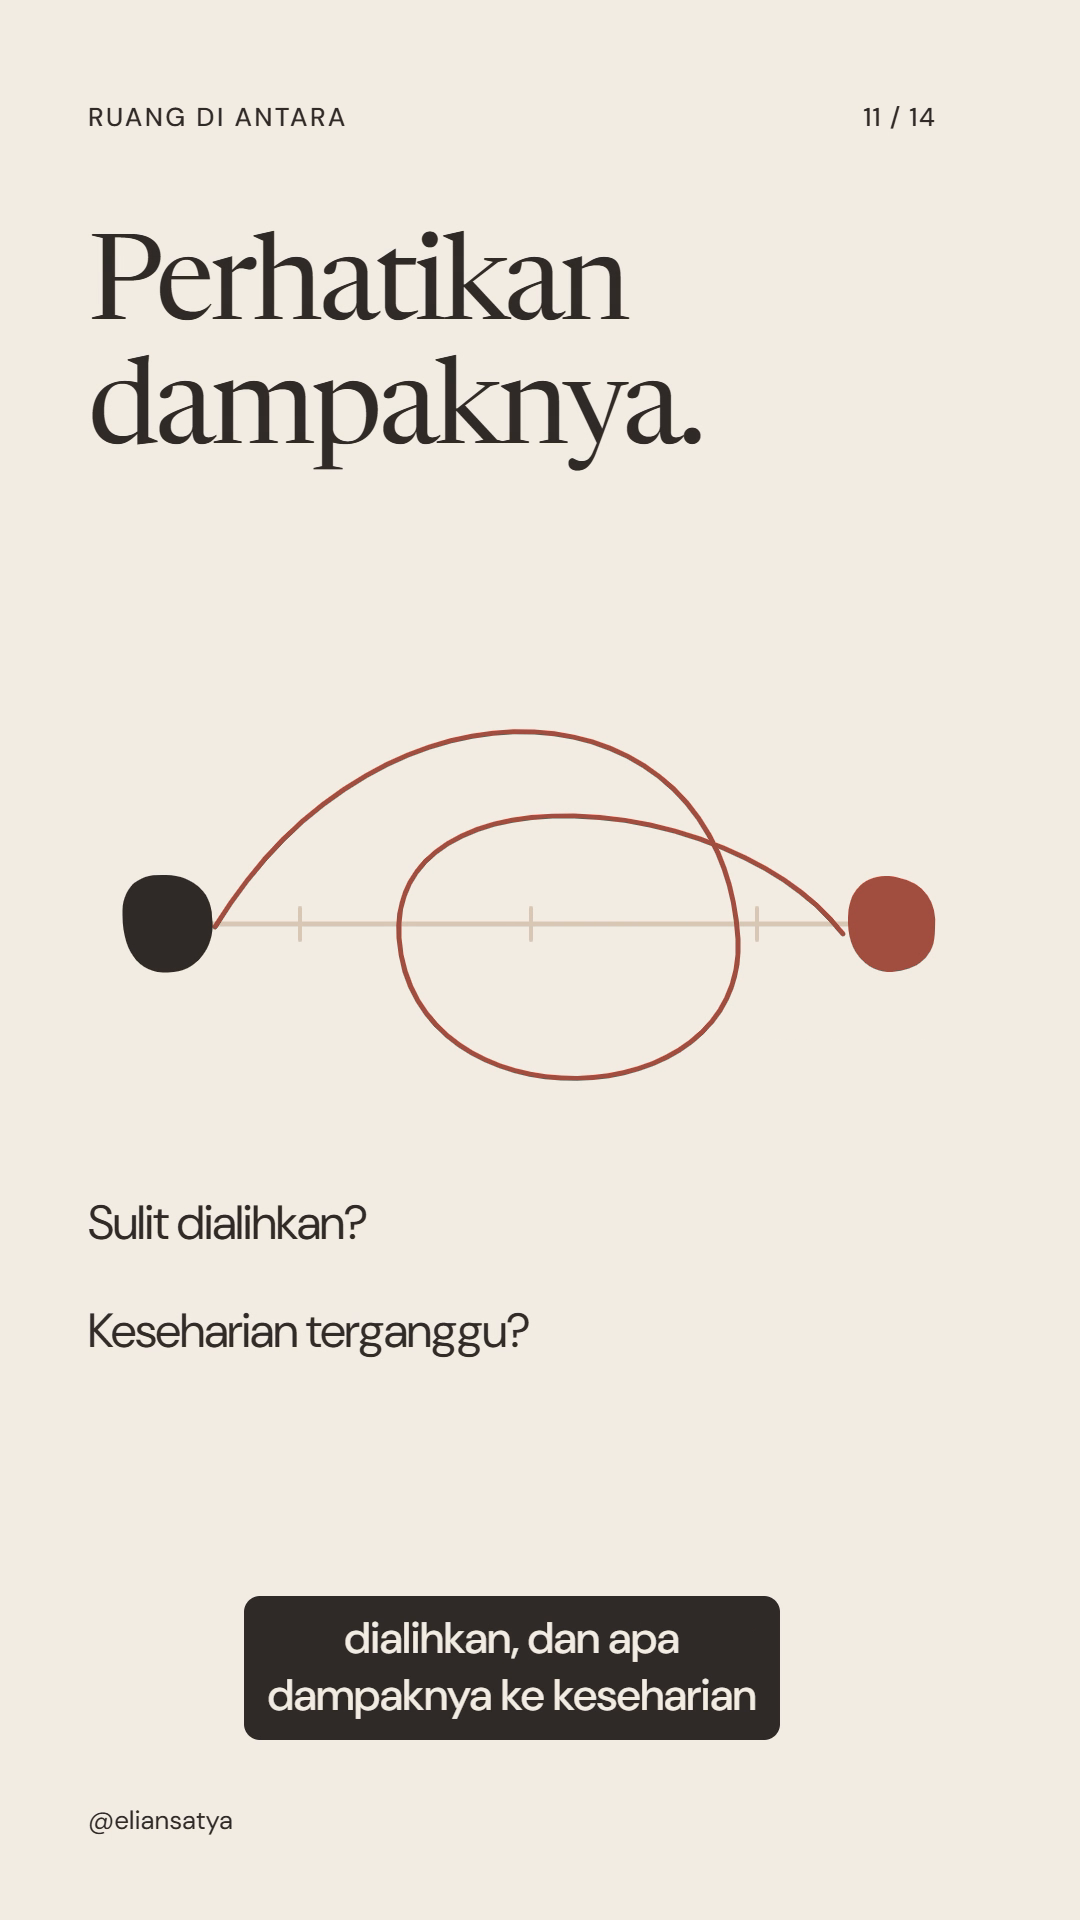 RUANG DI ANTARA
11 / 14
Perhatikan
dampaknya.
Sulit dialihkan?
Keseharian terganggu?
dialihkan, dan apa
dampaknya ke keseharian
@eliansatya